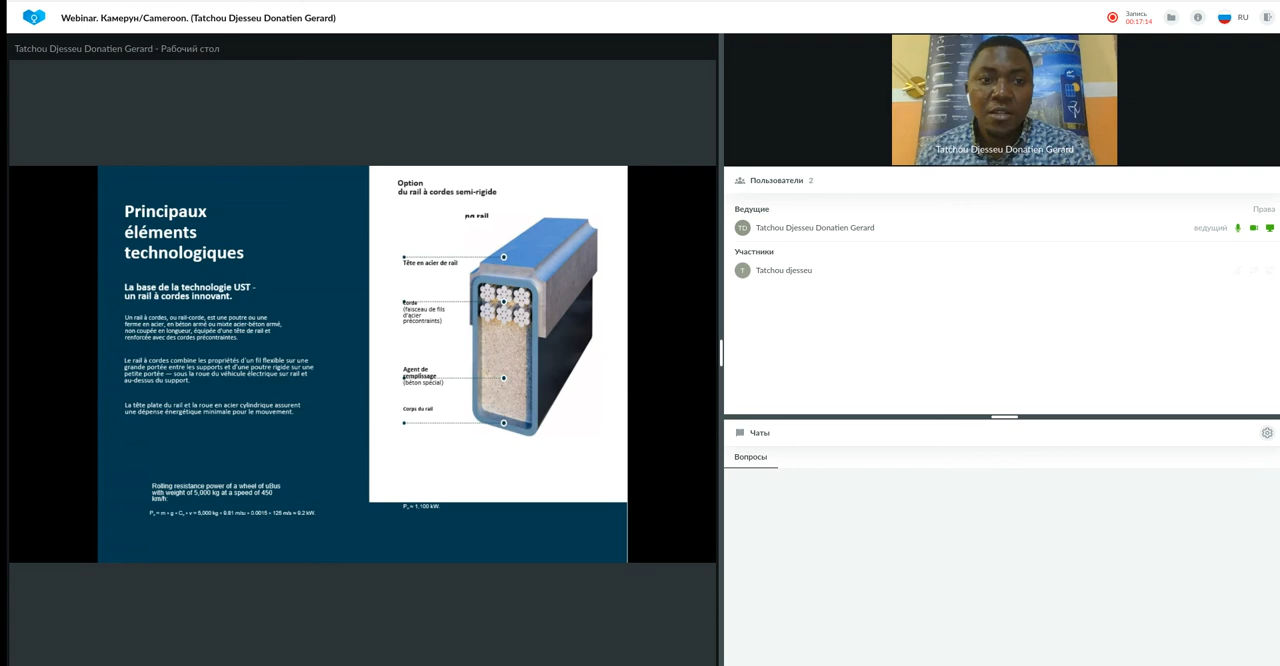 Webinar. Камерун/Cameroon. (Tatchou Djesseu Donatien Gerard)
Запись
00:17:14
RU
Tatchou Djesseu Donatien Gerard - Рабочий стол
Principaux
éléments
technologiques
La base de la technologie UST -
un rail à cordes innovant.
Un rail à cordes, ou rail-corde, est une poutre ou une
ferme en acier, en béton armé ou mixte acier-béton armé,
non coupée en longueur, équipée d'une tête de rail et
renforcée avec des cordes précontraintes.
Le rail à cordes combine les propriétés d'un fil flexible sur une
grande portée entre les supports et d'une poutre rigide sur une
petite portée — sous la roue du véhicule électrique sur rail et
au-dessus du support.
La tête plate du rail et la roue en acier cylindrique assurent
une dépense énergétique minimale pour le mouvement.
Rolling resistance power of a wheel of uBus
with weight of 5,000 kg at a speed of 450
km/h:
Option
du rail à cordes semi-rigide
rail
Tête en acier de rail
Corde
(faisceau de fils
d'acier
précontraints)
Agent de
remplissage
(béton spécial)
Corps du rail
Tatchou Djesseu Donatien Gerard
Пользователи 2
Ведущие Права
TD Tatchou Djesseu Donatien Gerard ведущий
Участники
T Tatchou djesseu
Чаты
Вопросы